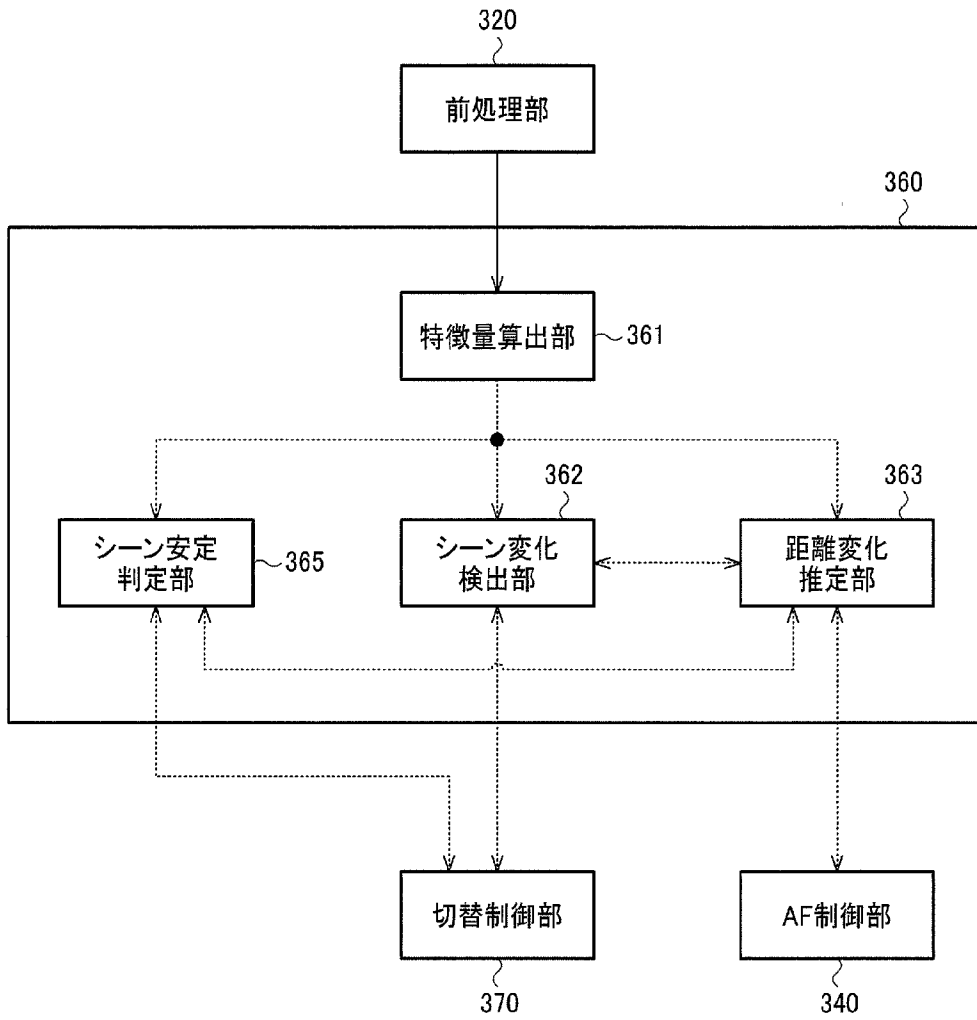 320
前処理部
360
特徴量算出部
361
362
363
シーン安定
判定部
365
シーン変化
検出部
距離変化
推定部
切替制御部
AF制御部
370
340